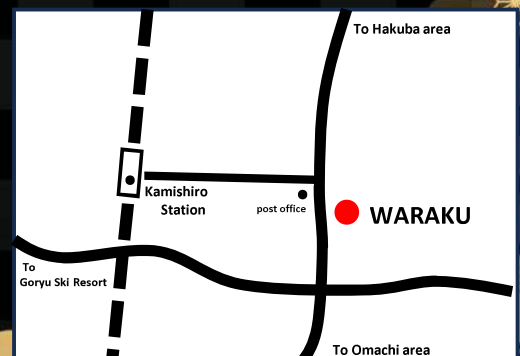 To Hakuba area
Kamishiro
Station
post office
WARAKU
To
Goryu Ski Resort
To Omachi area